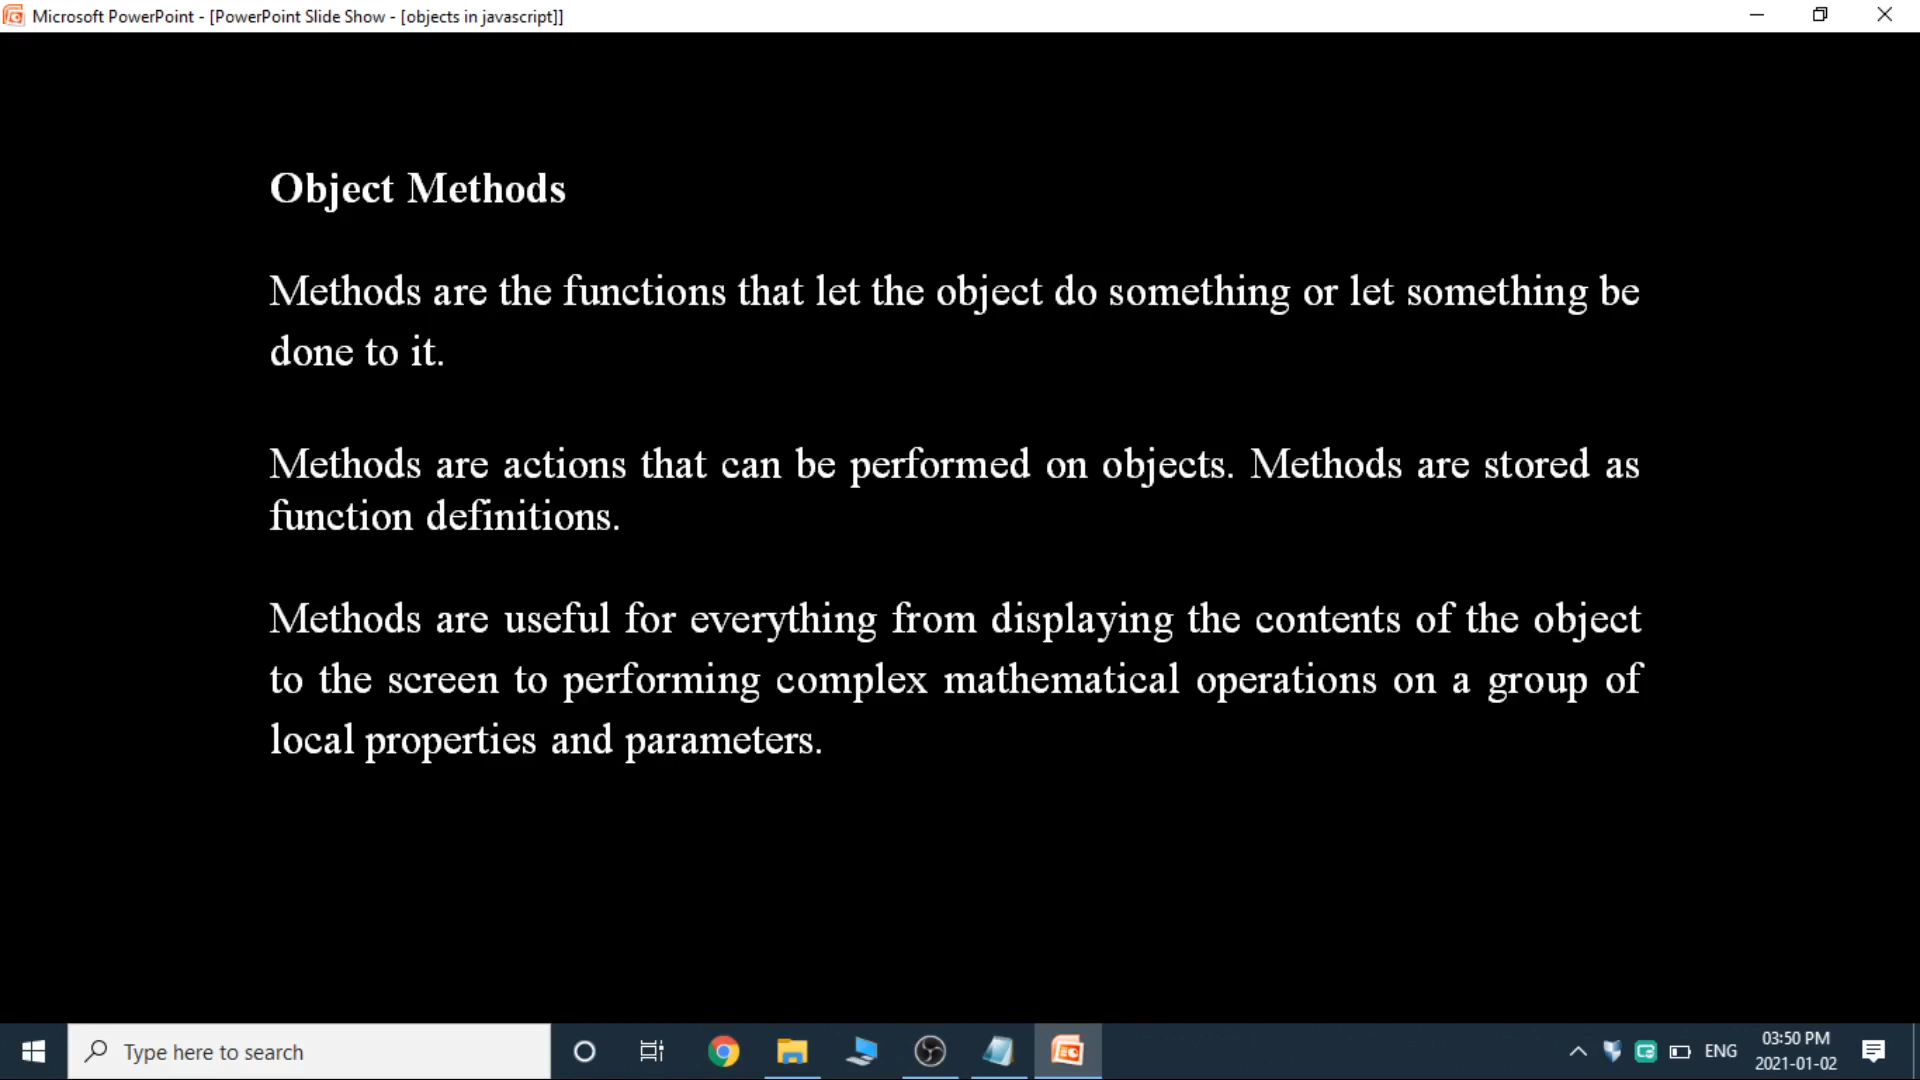 Microsoft PowerPoint - [PowerPoint Slide Show - [objects in javascript]]
Object Methods
Methods are the functions that let the object do something or let something be
done to it.
Methods are actions that can be performed on objects. Methods are stored as
function definitions.
Methods are useful for everything from displaying the contents of the object
to the screen to performing complex mathematical operations on a group of
local properties and parameters.
Type here to search
ENG
03:50 PM
2021-01-02